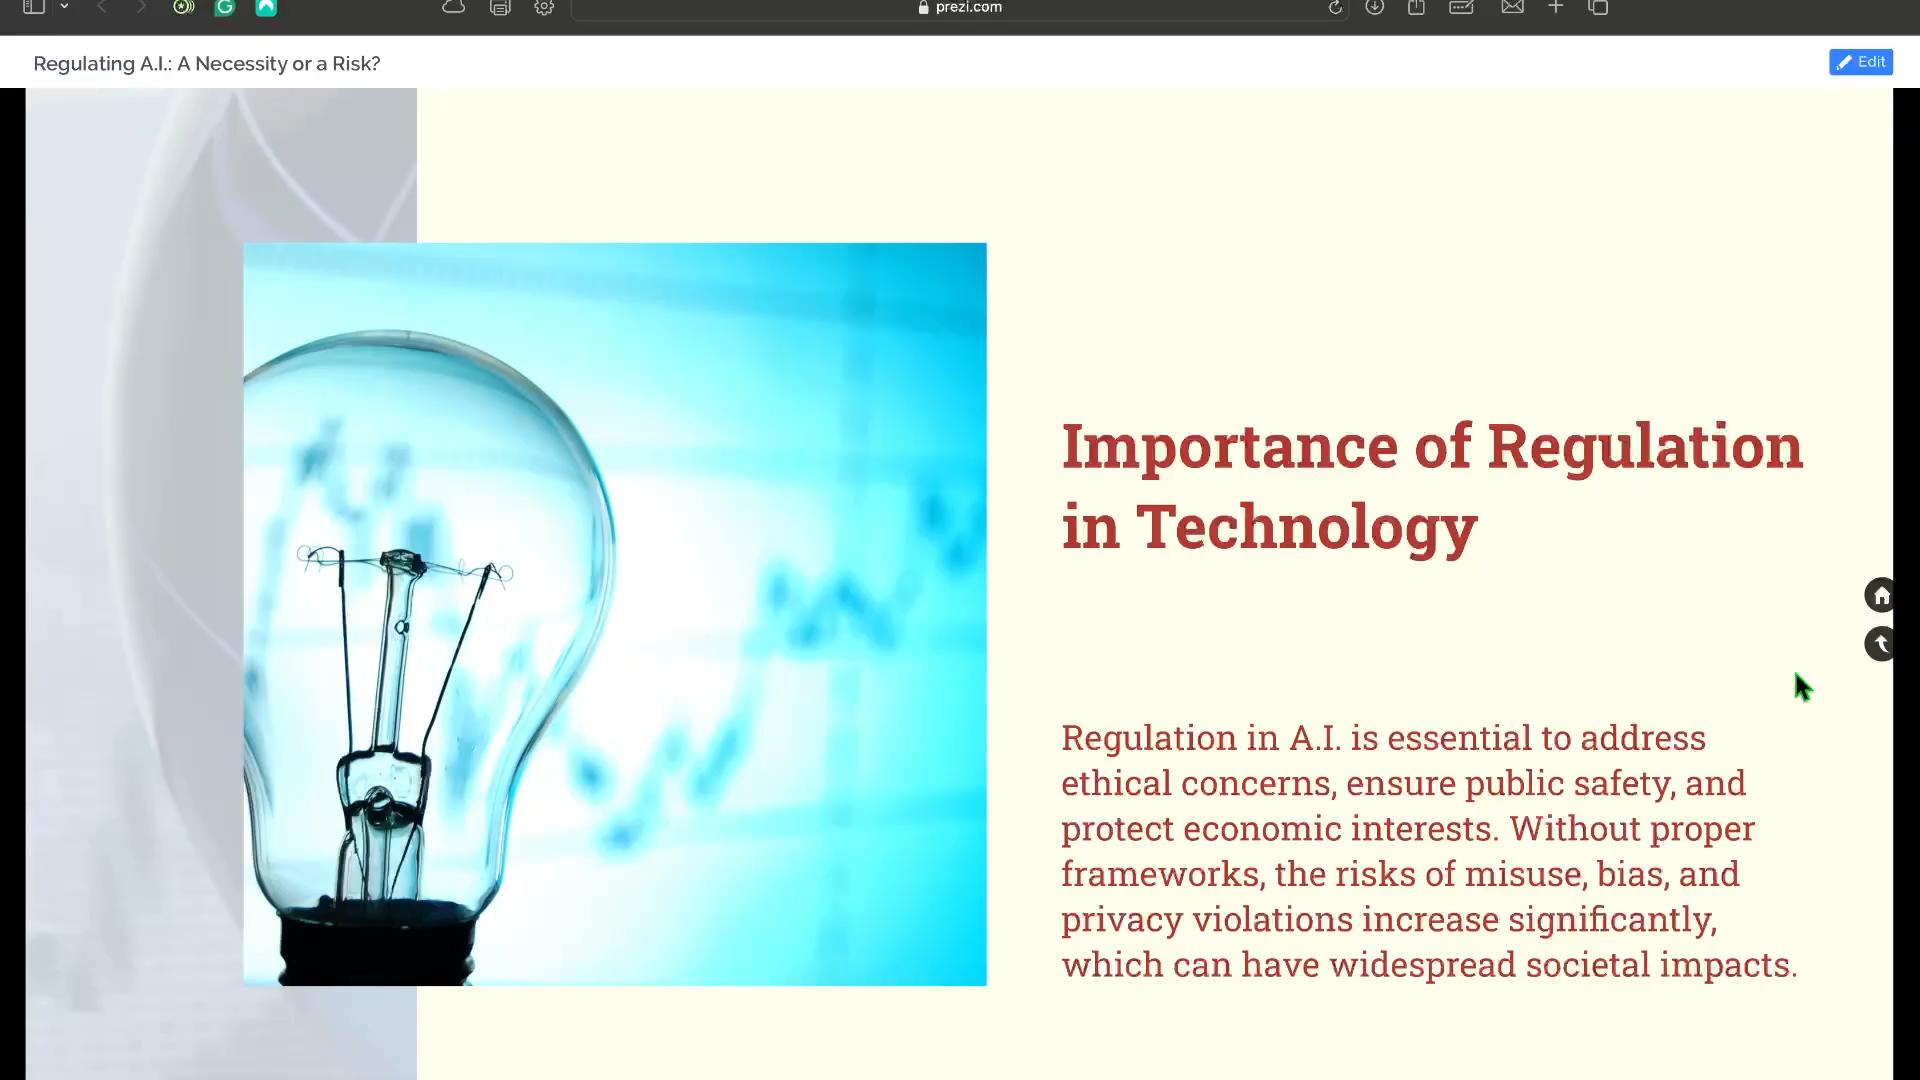 prezi.com
Regulating A.I.: A Necessity or a Risk?
Edit
Importance of Regulation
in Technology
Regulation in A.I. is essential to address
ethical concerns, ensure public safety, and
protect economic interests. Without proper
frameworks, the risks of misuse, bias, and
privacy violations increase significantly,
which can have widespread societal impacts.